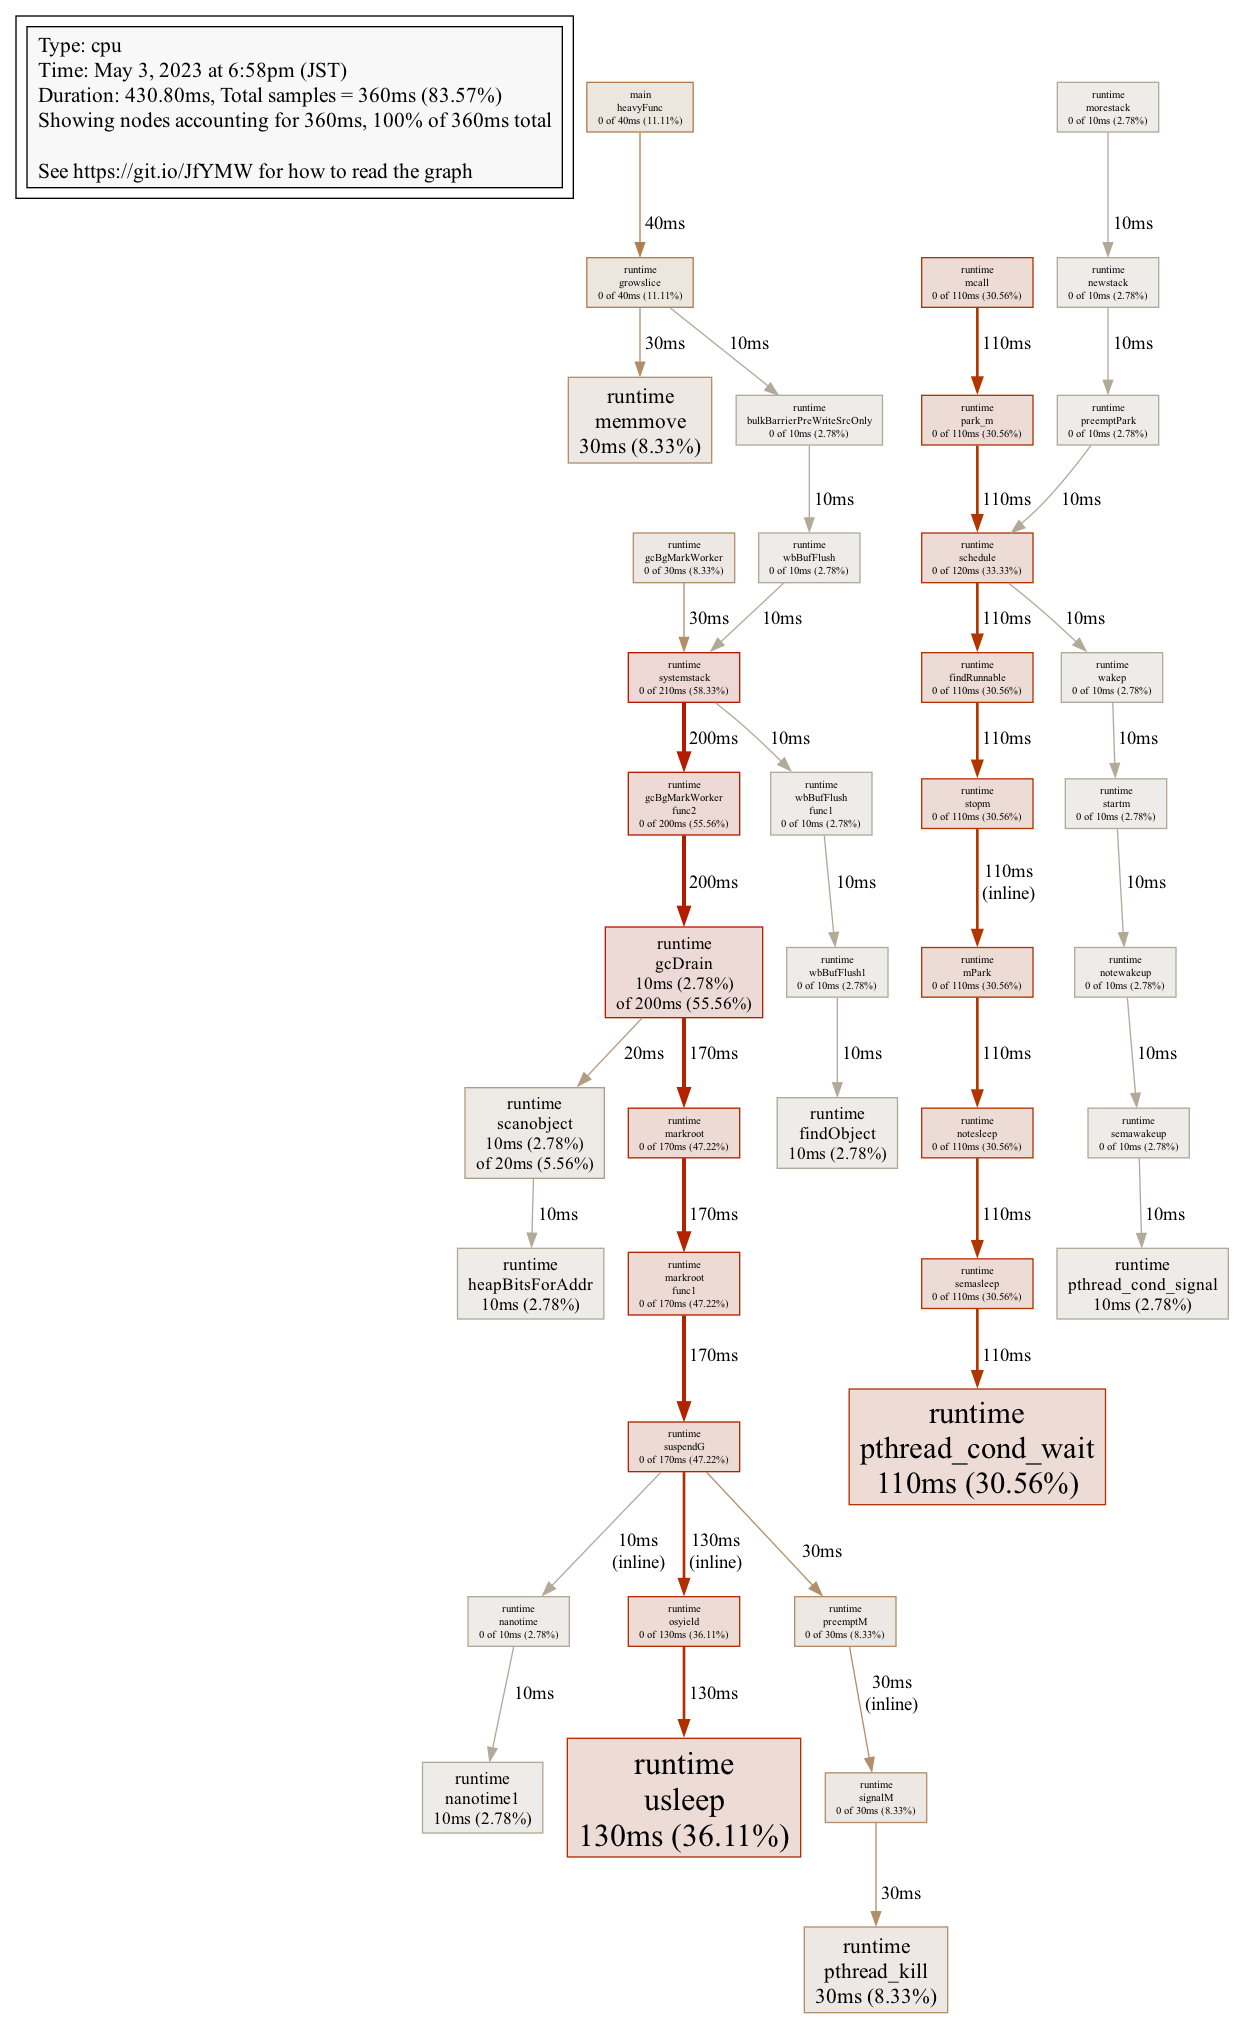 Type: cpu
Time: May 3, 2023 at 6:58pm (JST)
Duration: 430.80ms, Total samples = 360ms (83.57%)
Showing nodes accounting for 360ms, 100% of 360ms total
See https://git.io/JfYMW for how to read the graph
main
heavyFunc
0 of 40ms (11.11%)
runtime
morestack
0 of 10ms (2.78%)
40ms
10ms
runtime
growslice
0 of 40ms (11.11%)
runtime
mcall
0 of 110ms (30.56%)
runtime
newstack
0 of 10ms (2.78%)
30ms
10ms
110ms
10ms
runtime
memmove
30ms (8.33%)
runtime
bulkBarrierPreWriteSrcOnly
0 of 10ms (2.78%)
runtime
park_m
0 of 110ms (30.56%)
runtime
preemptPark
0 of 10ms (2.78%)
10ms
110ms
10ms
runtime
gcBgMarkWorker
0 of 30ms (8.33%)
runtime
wbBufFlush
0 of 10ms (2.78%)
runtime
schedule
0 of 120ms (33.33%)
30ms
10ms
110ms
10ms
runtime
systemstack
0 of 210ms (58.33%)
runtime
findRunnable
0 of 110ms (30.56%)
runtime
wakep
0 of 10ms (2.78%)
200ms
10ms
110ms
10ms
runtime
gcBgMarkWorker
func2
0 of 200ms (55.56%)
runtime
wbBufFlush
func1
0 of 10ms (2.78%)
runtime
stopm
0 of 110ms (30.56%)
runtime
startm
0 of 10ms (2.78%)
200ms
10ms
110ms
(inline)
10ms
runtime
gcDrain
10ms (2.78%)
of 200ms (55.56%)
runtime
wbBufFlush1
0 of 10ms (2.78%)
runtime
mPark
0 of 110ms (30.56%)
runtime
notewakeup
0 of 10ms (2.78%)
20ms
170ms
10ms
110ms
10ms
runtime
scanobject
10ms (2.78%)
of 20ms (5.56%)
runtime
markroot
0 of 170ms (47.22%)
runtime
findObject
10ms (2.78%)
runtime
notesleep
0 of 110ms (30.56%)
runtime
semawakeup
0 of 10ms (2.78%)
10ms
170ms
110ms
10ms
runtime
heapBitsForAddr
10ms (2.78%)
runtime
markroot
func1
0 of 170ms (47.22%)
runtime
semasleep
0 of 110ms (30.56%)
runtime
pthread_cond_signal
10ms (2.78%)
170ms
110ms
runtime
suspendG
0 of 170ms (47.22%)
runtime
pthread_cond_wait
110ms (30.56%)
10ms
(inline)
130ms
(inline)
30ms
runtime
nanotime
0 of 10ms (2.78%)
runtime
osyield
0 of 130ms (36.11%)
runtime
preemptM
0 of 30ms (8.33%)
10ms
130ms
30ms
(inline)
runtime
nanotime1
10ms (2.78%)
runtime
usleep
130ms (36.11%)
runtime
signalM
0 of 30ms (8.33%)
30ms
runtime
pthread_kill
30ms (8.33%)